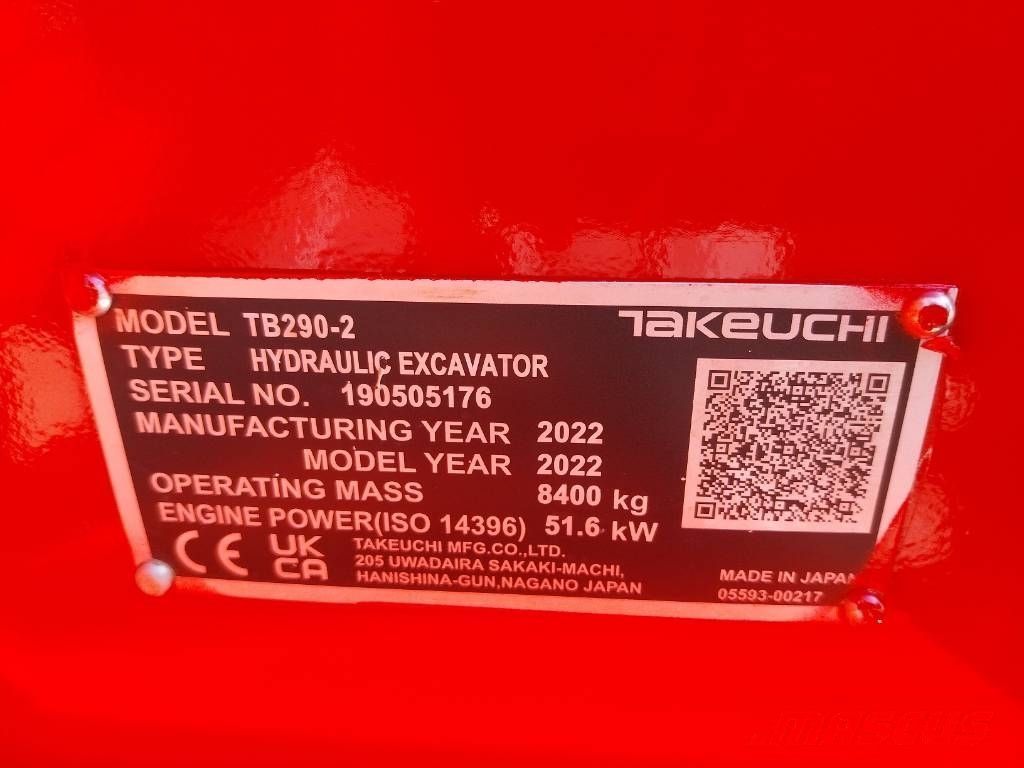 MODEL TB290-2
TAKEUCHI
TYPE HYDRAULIC EXCAVATOR
SERIAL NO. 190505176
MANUFACTURING YEAR 2022
MODEL YEAR 2022
OPERATING MASS 8400 kg
ENGINE POWER(ISO 14396) 51.6 kW
CE UK CA
TAKEUCHI MFG.CO.,LTD.
205 UWADAIRA SAKAKI-MACHI,
HANISHINA-GUN,NAGANO JAPAN
MADE IN JAPAN
05593-00217
MASCUS